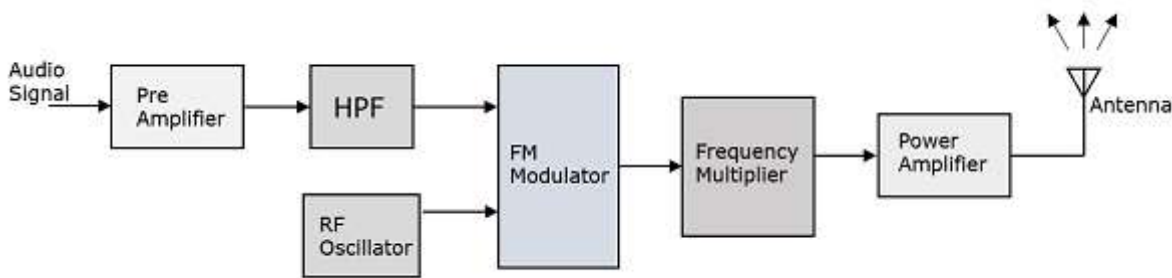 Audio
Signal
Pre
Amplifier
HPF
RF
Oscillator
FM
Modulator
Frequency
Multiplier
Power
Amplifier
Antenna